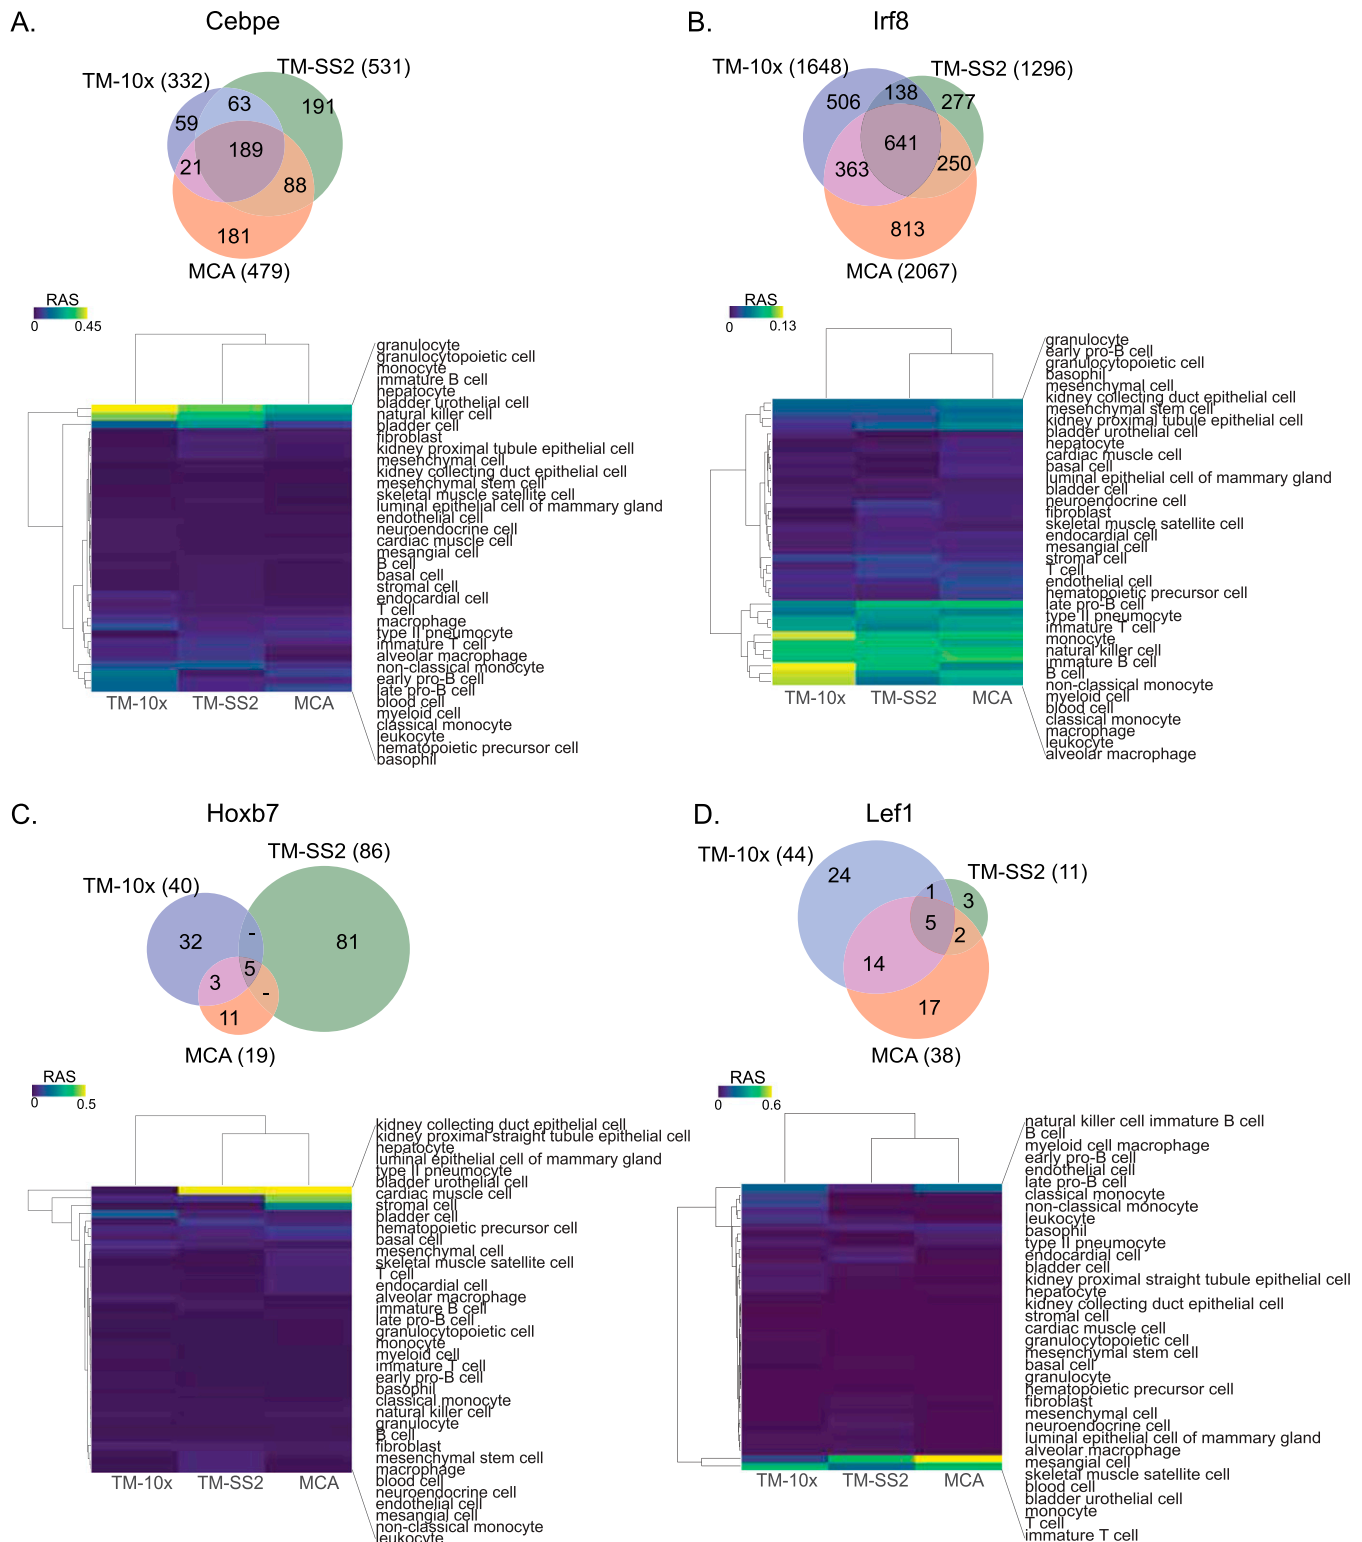 A.
Cebpe
TM-10x (332)
TM-SS2 (531)
63
191
59
189
21
88
181
MCA (479)
RAS
0
0.45
granulocyte
granulocytopoietic cell
monocyte
immature B cell
hepatocyte
bladder urothelial cell
natural killer cell
bladder cell
fibroblast
kidney proximal tubule epithelial cell
mesenchymal cell
kidney collecting duct epithelial cell
mesenchymal stem cell
skeletal muscle satellite cell
luminal epithelial cell of mammary gland
endothelial cell
neuroendocrine cell
cardiac muscle cell
mesangial cell
B cell
basal cell
stromal cell
endocardial cell
T cell
macrophage
type II pneumocyte
immature T cell
alveolar macrophage
non-classical monocyte
early pro-B cell
late pro-B cell
blood cell
myeloid cell
classical monocyte
leukocyte
hematopoietic precursor cell
basophil
TM-10x
TM-SS2
MCA
B.
Irf8
TM-10x (1648)
TM-SS2 (1296)
138
506
277
641
363
250
813
MCA (2067)
RAS
0
0.13
granulocyte
early pro-B cell
granulocytopoietic cell
basophil
mesenchymal cell
kidney collecting duct epithelial cell
mesenchymal stem cell
kidney proximal tubule epithelial cell
bladder urothelial cell
hepatocyte
cardiac muscle cell
basal cell
luminal epithelial cell of mammary gland
bladder cell
neuroendocrine cell
fibroblast
skeletal muscle satellite cell
endocardial cell
mesangial cell
stromal cell
T cell
endothelial cell
hematopoietic precursor cell
late pro-B cell
type II pneumocyte
immature T cell
monocyte
natural killer cell
immature B cell
B cell
non-classical monocyte
myeloid cell
blood cell
classical monocyte
macrophage
leukocyte
alveolar macrophage
TM-10x
TM-SS2
MCA
C.
Hoxb7
TM-SS2 (86)
TM-10x (40)
32
-
81
5
3
-
11
MCA (19)
RAS
0
0.5
kidney collecting duct epithelial cell
kidney proximal straight tubule epithelial cell
hepatocyte
luminal epithelial cell of mammary gland
type II pneumocyte
bladder urothelial cell
cardiac muscle cell
stromal cell
bladder cell
hematopoietic precursor cell
basal cell
mesenchymal cell
skeletal muscle satellite cell
T cell
endocardial cell
alveolar macrophage
immature B cell
late pro-B cell
granulocytopoietic cell
monocyte
myeloid cell
immature T cell
early pro-B cell
basophil
classical monocyte
natural killer cell
granulocyte
B cell
fibroblast
mesenchymal stem cell
macrophage
blood cell
neuroendocrine cell
endothelial cell
mesangial cell
non-classical monocyte
leukocyte
TM-10x
TM-SS2
MCA
D.
Lef1
TM-10x (44)
TM-SS2 (11)
24
1
3
5
2
14
17
MCA (38)
RAS
0
0.6
natural killer cell immature B cell
B cell
myeloid cell macrophage
early pro-B cell
endothelial cell
late pro-B cell
classical monocyte
non-classical monocyte
leukocyte
basophil
type II pneumocyte
endocardial cell
bladder cell
kidney proximal straight tubule epithelial cell
hepatocyte
kidney collecting duct epithelial cell
stromal cell
cardiac muscle cell
granulocytopoietic cell
mesenchymal stem cell
basal cell
granulocyte
hematopoietic precursor cell
fibroblast
mesenchymal cell
neuroendocrine cell
luminal epithelial cell of mammary gland
alveolar macrophage
mesangial cell
skeletal muscle satellite cell
blood cell
bladder urothelial cell
monocyte
T cell
immature T cell
TM-10x
TM-SS2
MCA